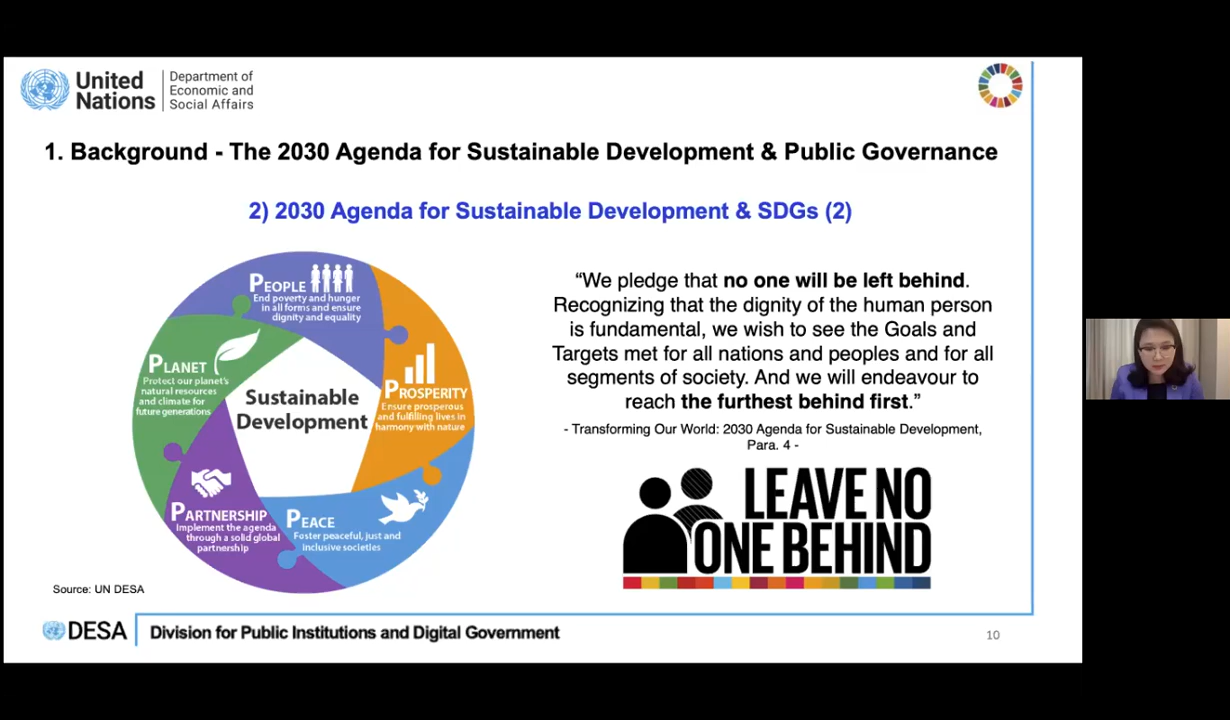 United
Nations
Department of
Economic and
Social Affairs
1. Background - The 2030 Agenda for Sustainable Development & Public Governance
2) 2030 Agenda for Sustainable Development & SDGs (2)
PEOPLE
End poverty and hunger
in all forms and ensure
dignity and equality
PLANET
Protect our planet's
natural resources
and climate for
future generations
PROSPERITY
Ensure prosperous
and fulfilling lives in
harmony with nature
Sustainable
Development
PARTNERSHIP
Implement the agenda
through a solid global
partnership
PEACE
Foster peaceful, just and
inclusive societies
“We pledge that no one will be left behind.
Recognizing that the dignity of the human person
is fundamental, we wish to see the Goals and
Targets met for all nations and peoples and for all
segments of society. And we will endeavour to
reach the furthest behind first.”
- Transforming Our World: 2030 Agenda for Sustainable Development,
Para. 4 -
LEAVE NO
ONE BEHIND
Source: UN DESA
DESA
Division for Public Institutions and Digital Government
10